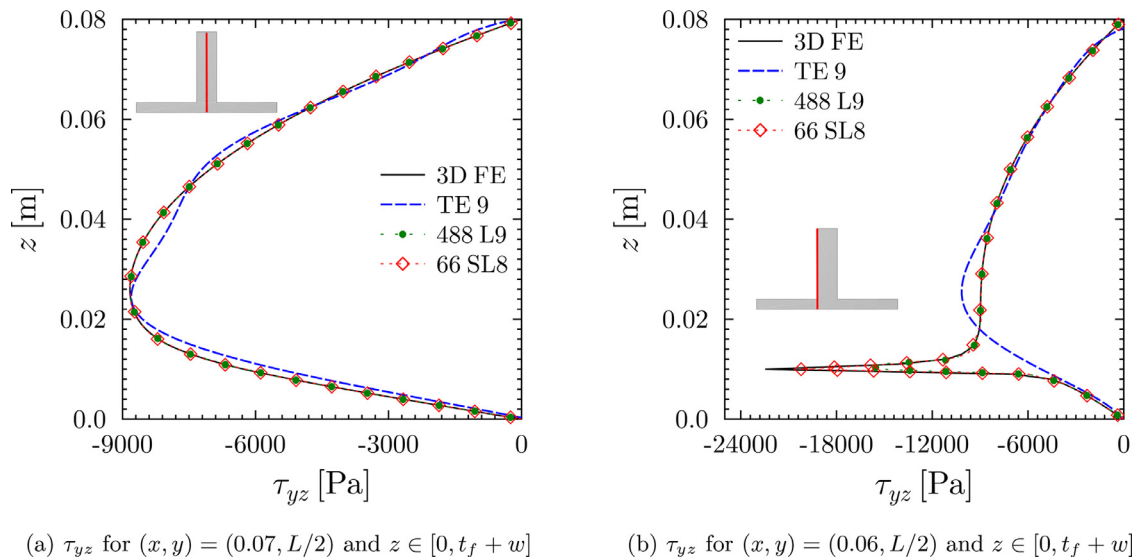 0.08
0.06
0.04
0.02
0.0
z [m]
3D FE
TE 9
488 L9
66 SL8
-9000 -6000 -3000 0
τyz [Pa]
(a) τyz for (x, y) = (0.07, L/2) and z ∈ [0, tf + w]
0.08
0.06
0.04
0.02
0.0
z [m]
3D FE
TE 9
488 L9
66 SL8
-24000 -18000 -12000 -6000 0
τyz [Pa]
(b) τyz for (x, y) = (0.06, L/2) and z ∈ [0, tf + w]